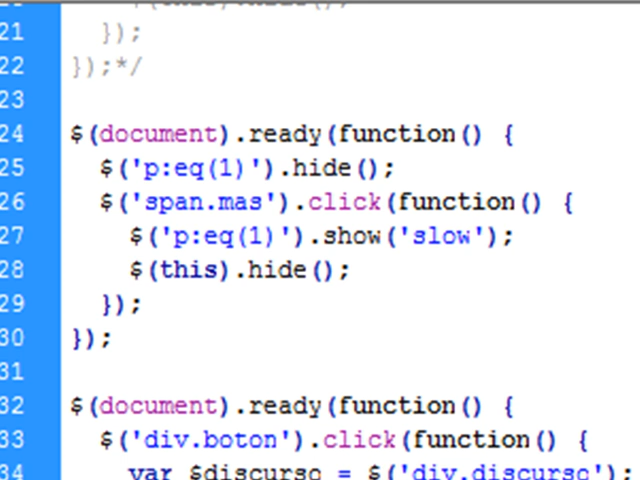 21 });
22 });*/
23
24 $(document).ready(function() {
25 $('p:eq(1)').hide();
26 $('span.mas').click(function() {
27 $('p:eq(1)').show('slow');
28 $(this).hide();
29 });
30 });
31
32 $(document).ready(function() {
33 $('div.boton').click(function() {
34 var $discurso = $('div.discurso');